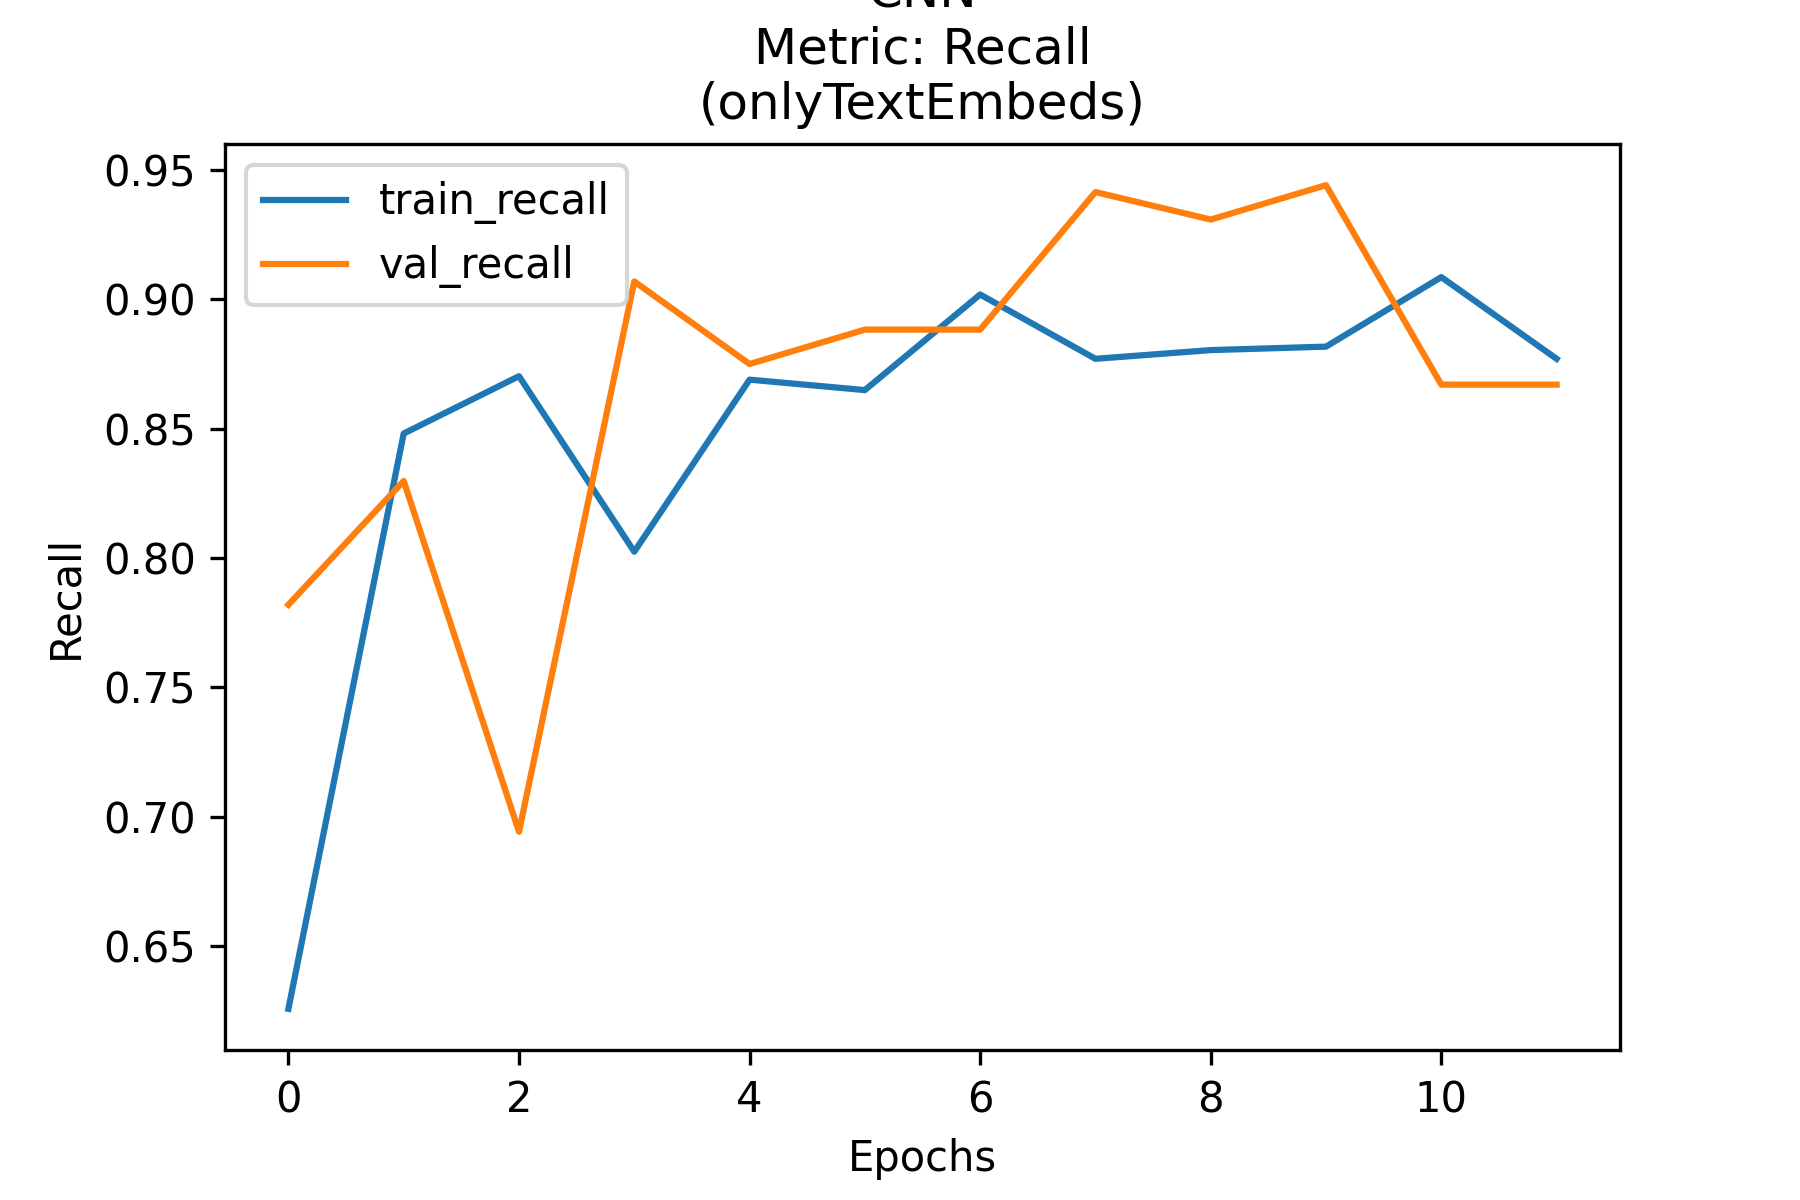 CNN
Metric: Recall
(onlyTextEmbeds)
train_recall
val_recall
0.95
0.90
0.85
0.80
0.75
0.70
0.65
Recall
0 2 4 6 8 10
Epochs